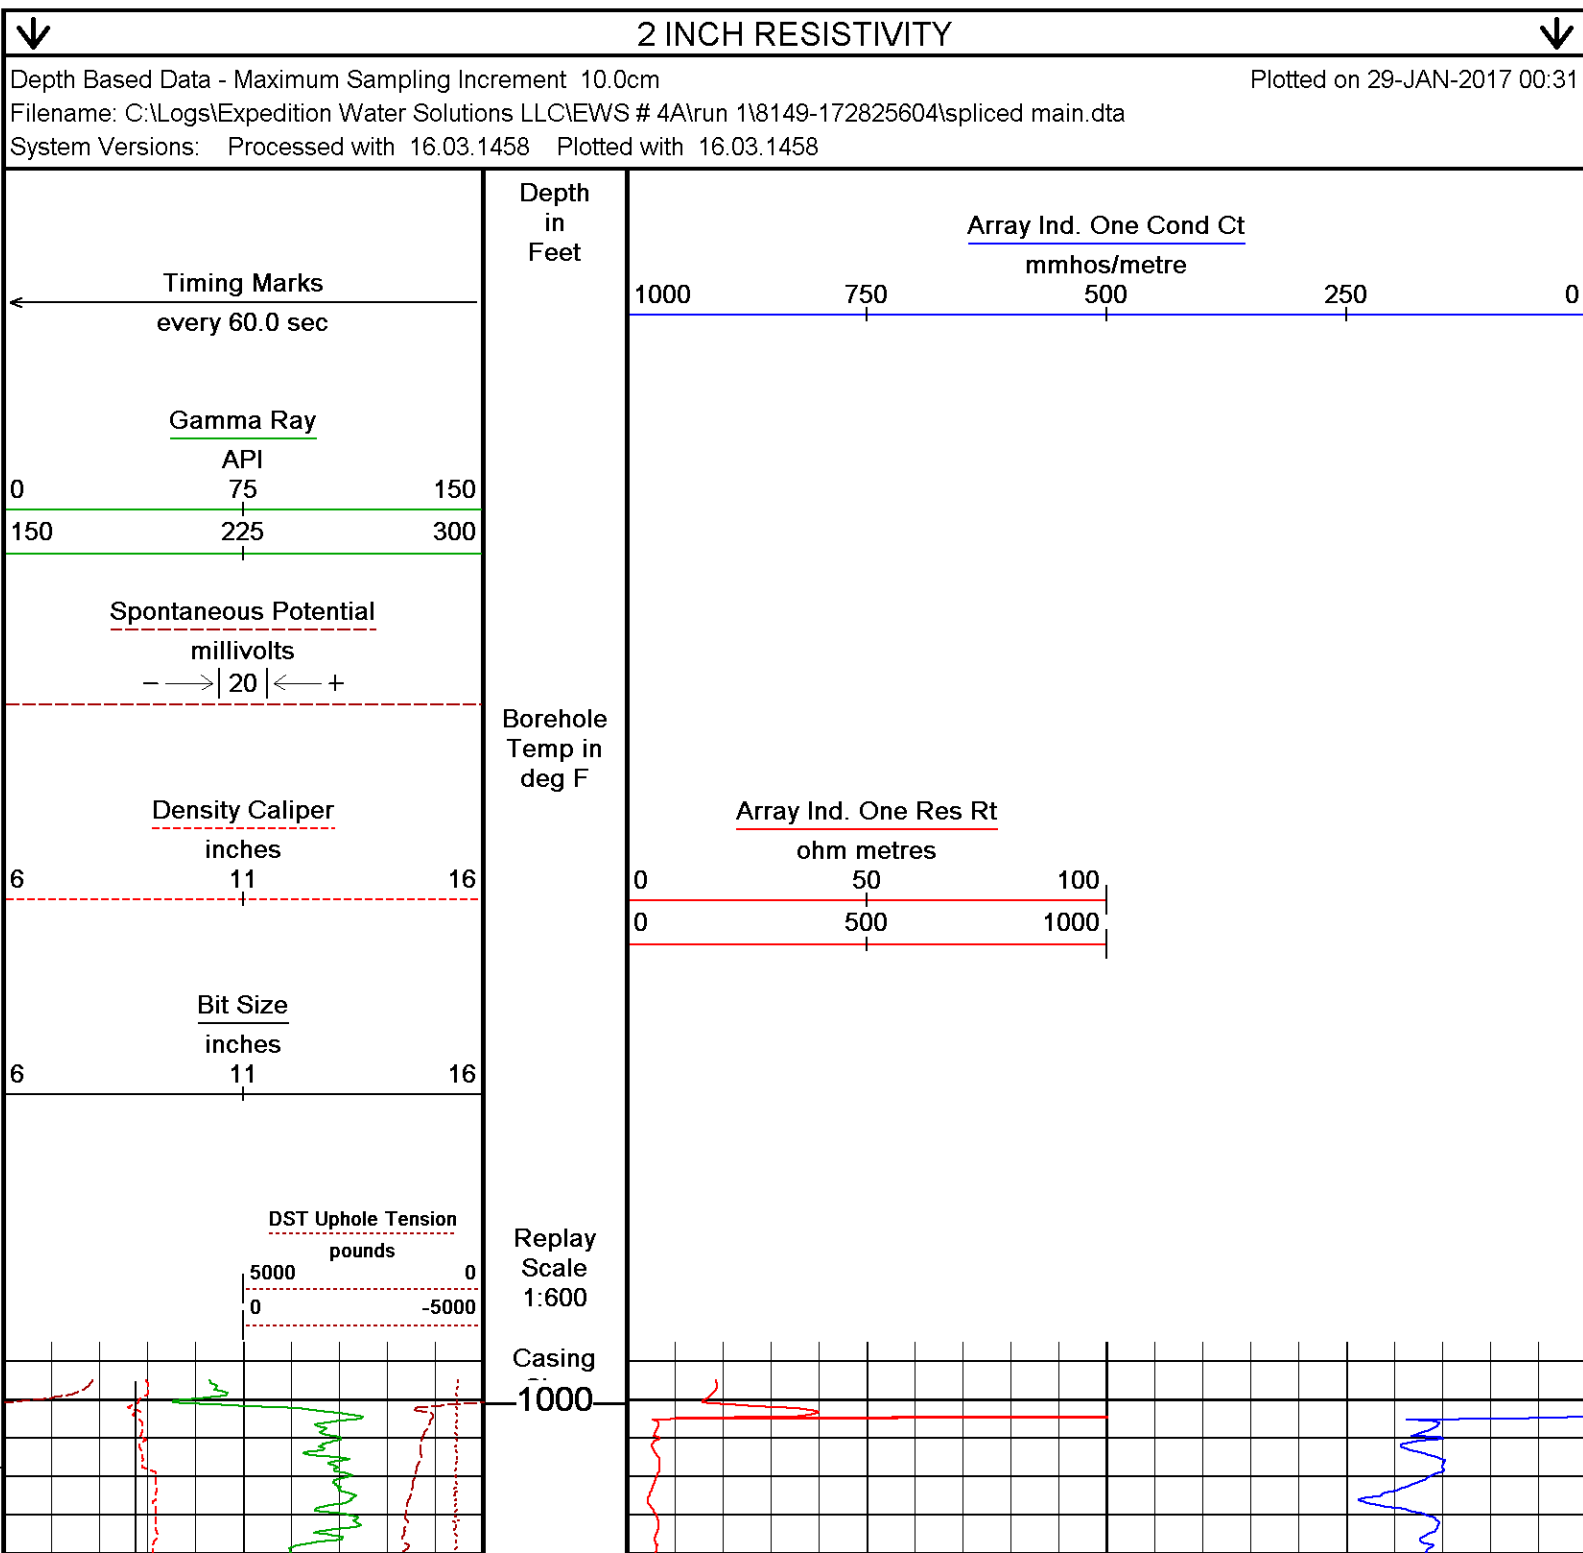 2 INCH RESISTIVITY
Depth Based Data - Maximum Sampling Increment 10.0cm
Plotted on 29-JAN-2017 00:31
Filename: C:\Logs\Expedition Water Solutions LLC\EWS # 4A\run 1\8149-172825604\spliced main.dta
System Versions: Processed with 16.03.1458 Plotted with 16.03.1458
Timing Marks
every 60.0 sec
Gamma Ray
API
0 75 150
150 225 300
Spontaneous Potential
millivolts
− 20 +
Density Caliper
inches
6 11 16
Bit Size
inches
6 11 16
DST Uphole Tension
pounds
5000 0
0 -5000
Depth
in
Feet
Borehole
Temp in
deg F
Replay
Scale
1:600
Casing
1000
Array Ind. One Cond Ct
mmhos/metre
1000 750 500 250 0
Array Ind. One Res Rt
ohm metres
0 50 100
0 500 1000